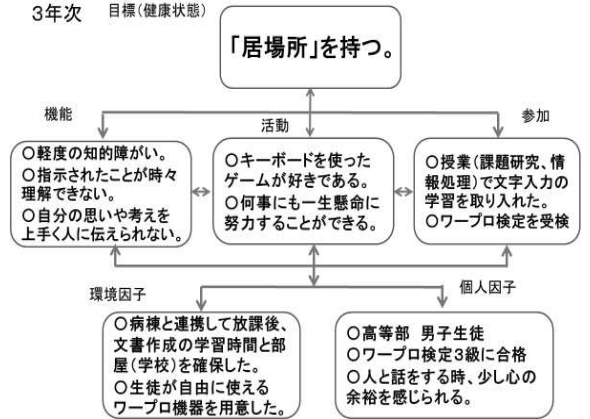 3年次 目標(健康状態)
「居場所」を持つ。
機能
活動
参加
○軽度の知的障がい。
○指示されたことが時々
理解できない。
○自分の思いや考えを
上手く人に伝えられない。
○キーボードを使った
ゲームが好きである。
○何事にも一生懸命に
努力することができる。
○授業(課題研究、情
報処理)で文字入力の
学習を取り入れた。
○ワープロ検定を受検
環境因子
個人因子
○病棟と連携して放課後、
文書作成の学習時間と部
屋(学校)を確保した。
○生徒が自由に使える
ワープロ機器を用意した。
○高等部 男子生徒
○ワープロ検定3級に合格
○人と話をする時、少し心の
余裕を感じられる。